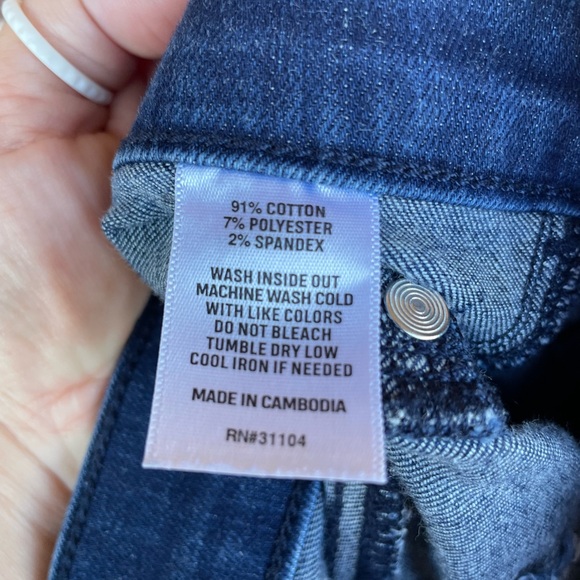 91% COTTON
7% POLYESTER
2% SPANDEX
WASH INSIDE OUT
MACHINE WASH COLD
WITH LIKE COLORS
DO NOT BLEACH
TUMBLE DRY LOW
COOL IRON IF NEEDED
MADE IN CAMBODIA
RN#31104